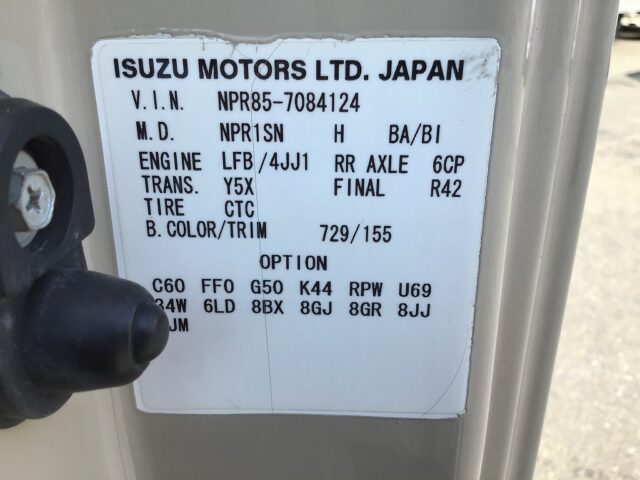 ISUZU MOTORS LTD. JAPAN
V.I.N. NPR85-7084124
M.D. NPR1SN H BA/BI
ENGINE LFB/4JJ1 RR AXLE 6CP
TRANS. Y5X FINAL R42
TIRE CTC
B.COLOR/TRIM 729/155
OPTION
C60 FF0 G50 K44 RPW U69
6LD 8BX 8GJ 8GR 8JJ